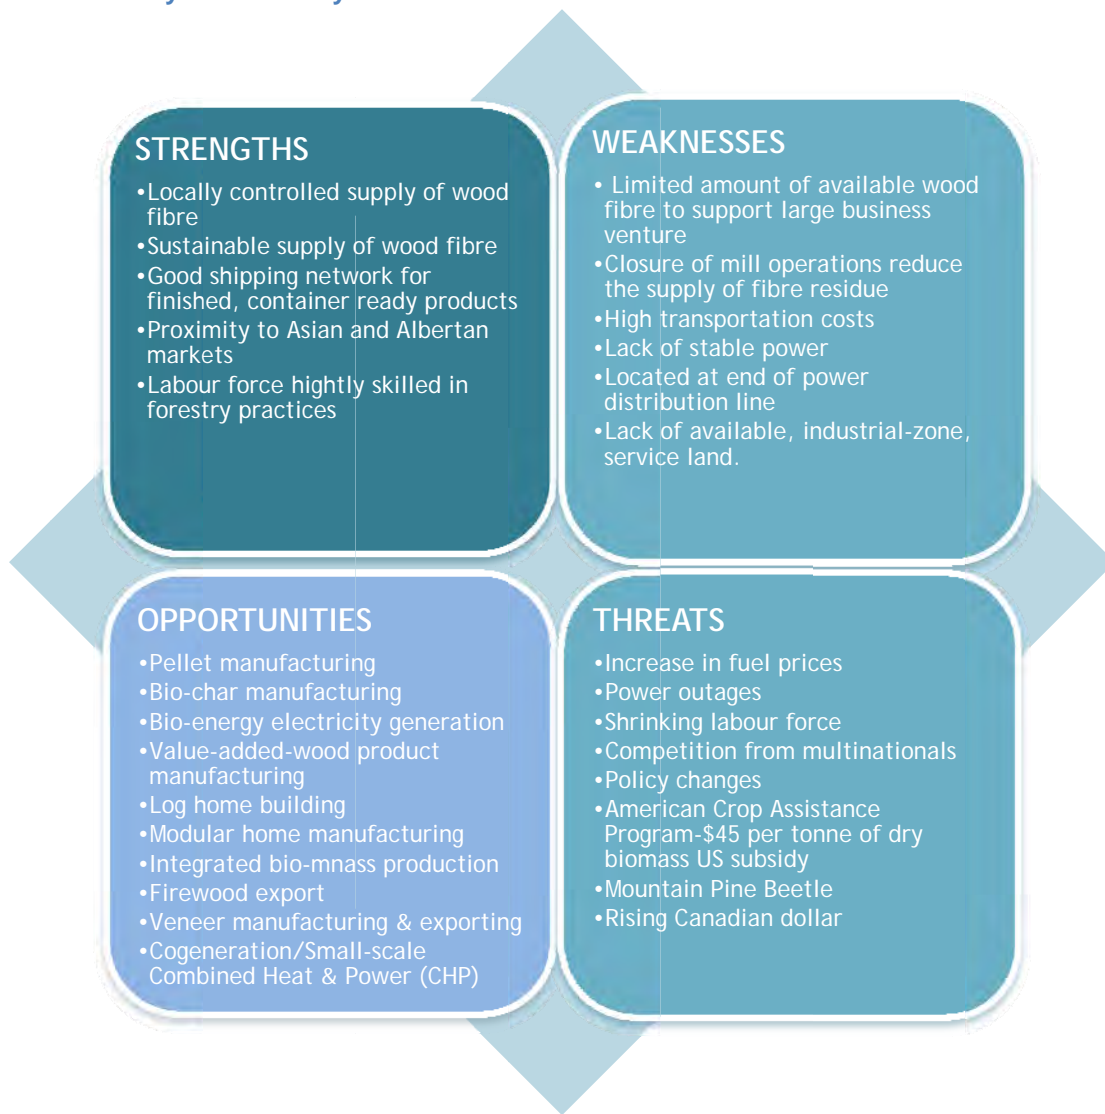 STRENGTHS
•Locally controlled supply of wood
fibre
•Sustainable supply of wood fibre
•Good shipping network for
finished, container ready products
•Proximity to Asian and Albertan
markets
•Labour force hightly skilled in
forestry practices
WEAKNESSES
• Limited amount of available wood
fibre to support large business
venture
•Closure of mill operations reduce
the supply of fibre residue
•High transportation costs
•Lack of stable power
•Located at end of power
distribution line
•Lack of available, industrial-zone,
service land.
OPPORTUNITIES
•Pellet manufacturing
•Bio-char manufacturing
•Bio-energy electricity generation
•Value-added-wood product
manufacturing
•Log home building
•Modular home manufacturing
•Integrated bio-mnass production
•Firewood export
•Veneer manufacturing & exporting
•Cogeneration/Small-scale
Combined Heat & Power (CHP)
THREATS
•Increase in fuel prices
•Power outages
•Shrinking labour force
•Competition from multinationals
•Policy changes
•American Crop Assistance
Program-$45 per tonne of dry
biomass US subsidy
•Mountain Pine Beetle
•Rising Canadian dollar